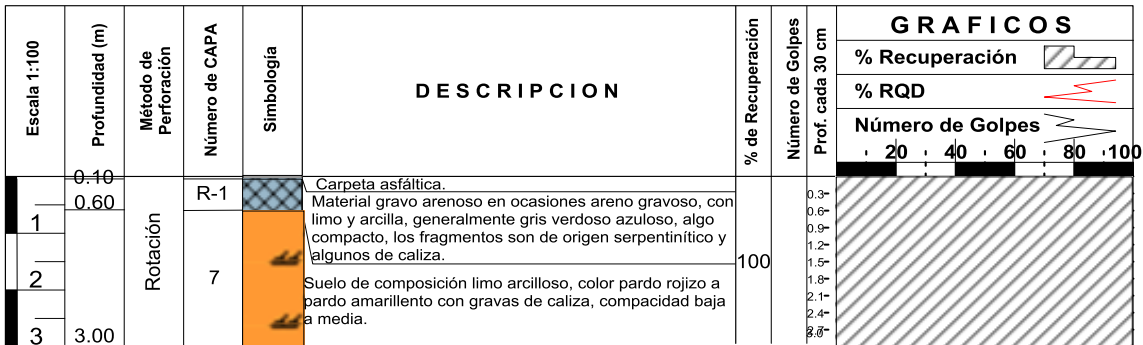 Escala 1:100
Profundidad (m)
Método de
Perforación
Número de CAPA
Simbología
DESCRIPCION
% de Recuperación
Número de Golpes
Prof. cada 30 cm
GRAFICOS
% Recuperación
% RQD
Número de Golpes
20 40 60 80 100
0.10
0.60
3.00
1
2
3
Rotación
R-1
7
Carpeta asfáltica.
Material gravo arenoso en ocasiones areno gravoso, con
limo y arcilla, generalmente gris verdoso azuloso, algo
compacto, los fragmentos son de origen serpentinítico y
algunos de caliza.
Suelo de composición limo arcilloso, color pardo rojizo a
pardo amarillento con gravas de caliza, compacidad baja
a media.
100
0.3
0.6
0.9
1.2
1.5
1.8
2.1
2.4
2.7
3.0